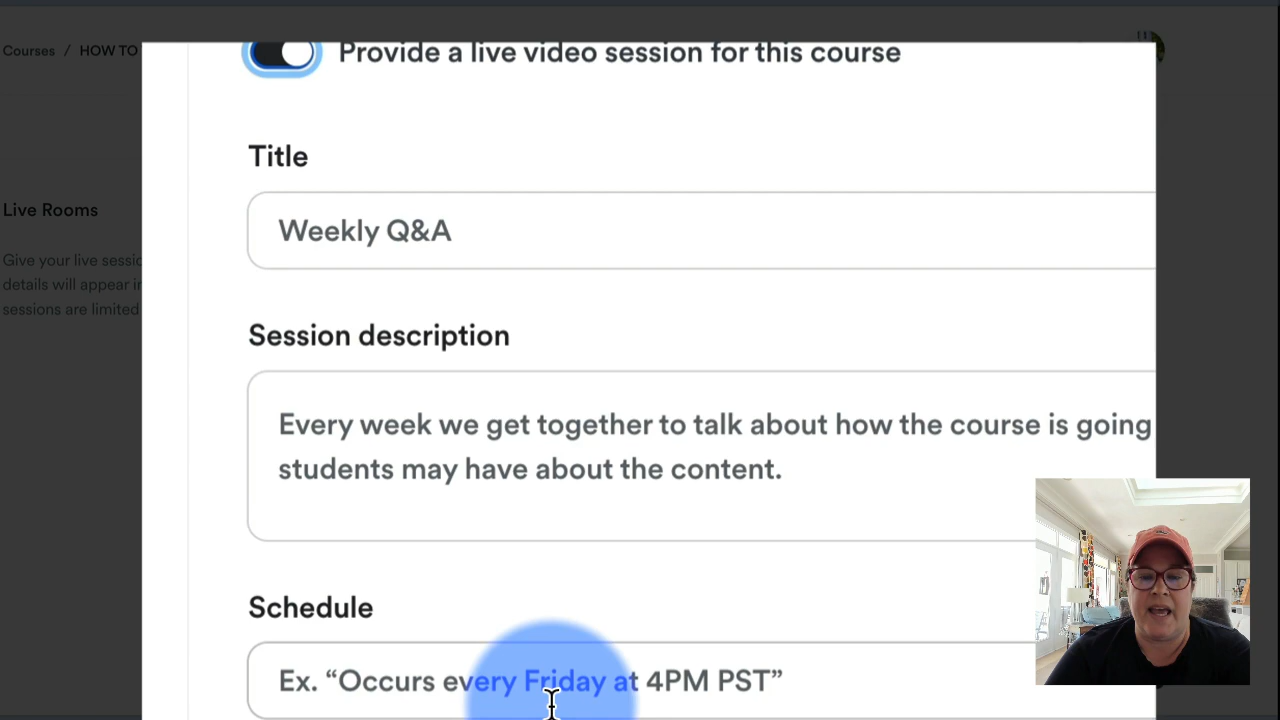 Courses / HOW TO
Provide a live video session for this course
Title
Live Rooms
Weekly Q&A
Give your live sessic
details will appear ir
sessions are limited
Session description
Every week we get together to talk about how the course is going
students may have about the content.
Schedule
Ex. “Occurs every Friday at 4PM PST”